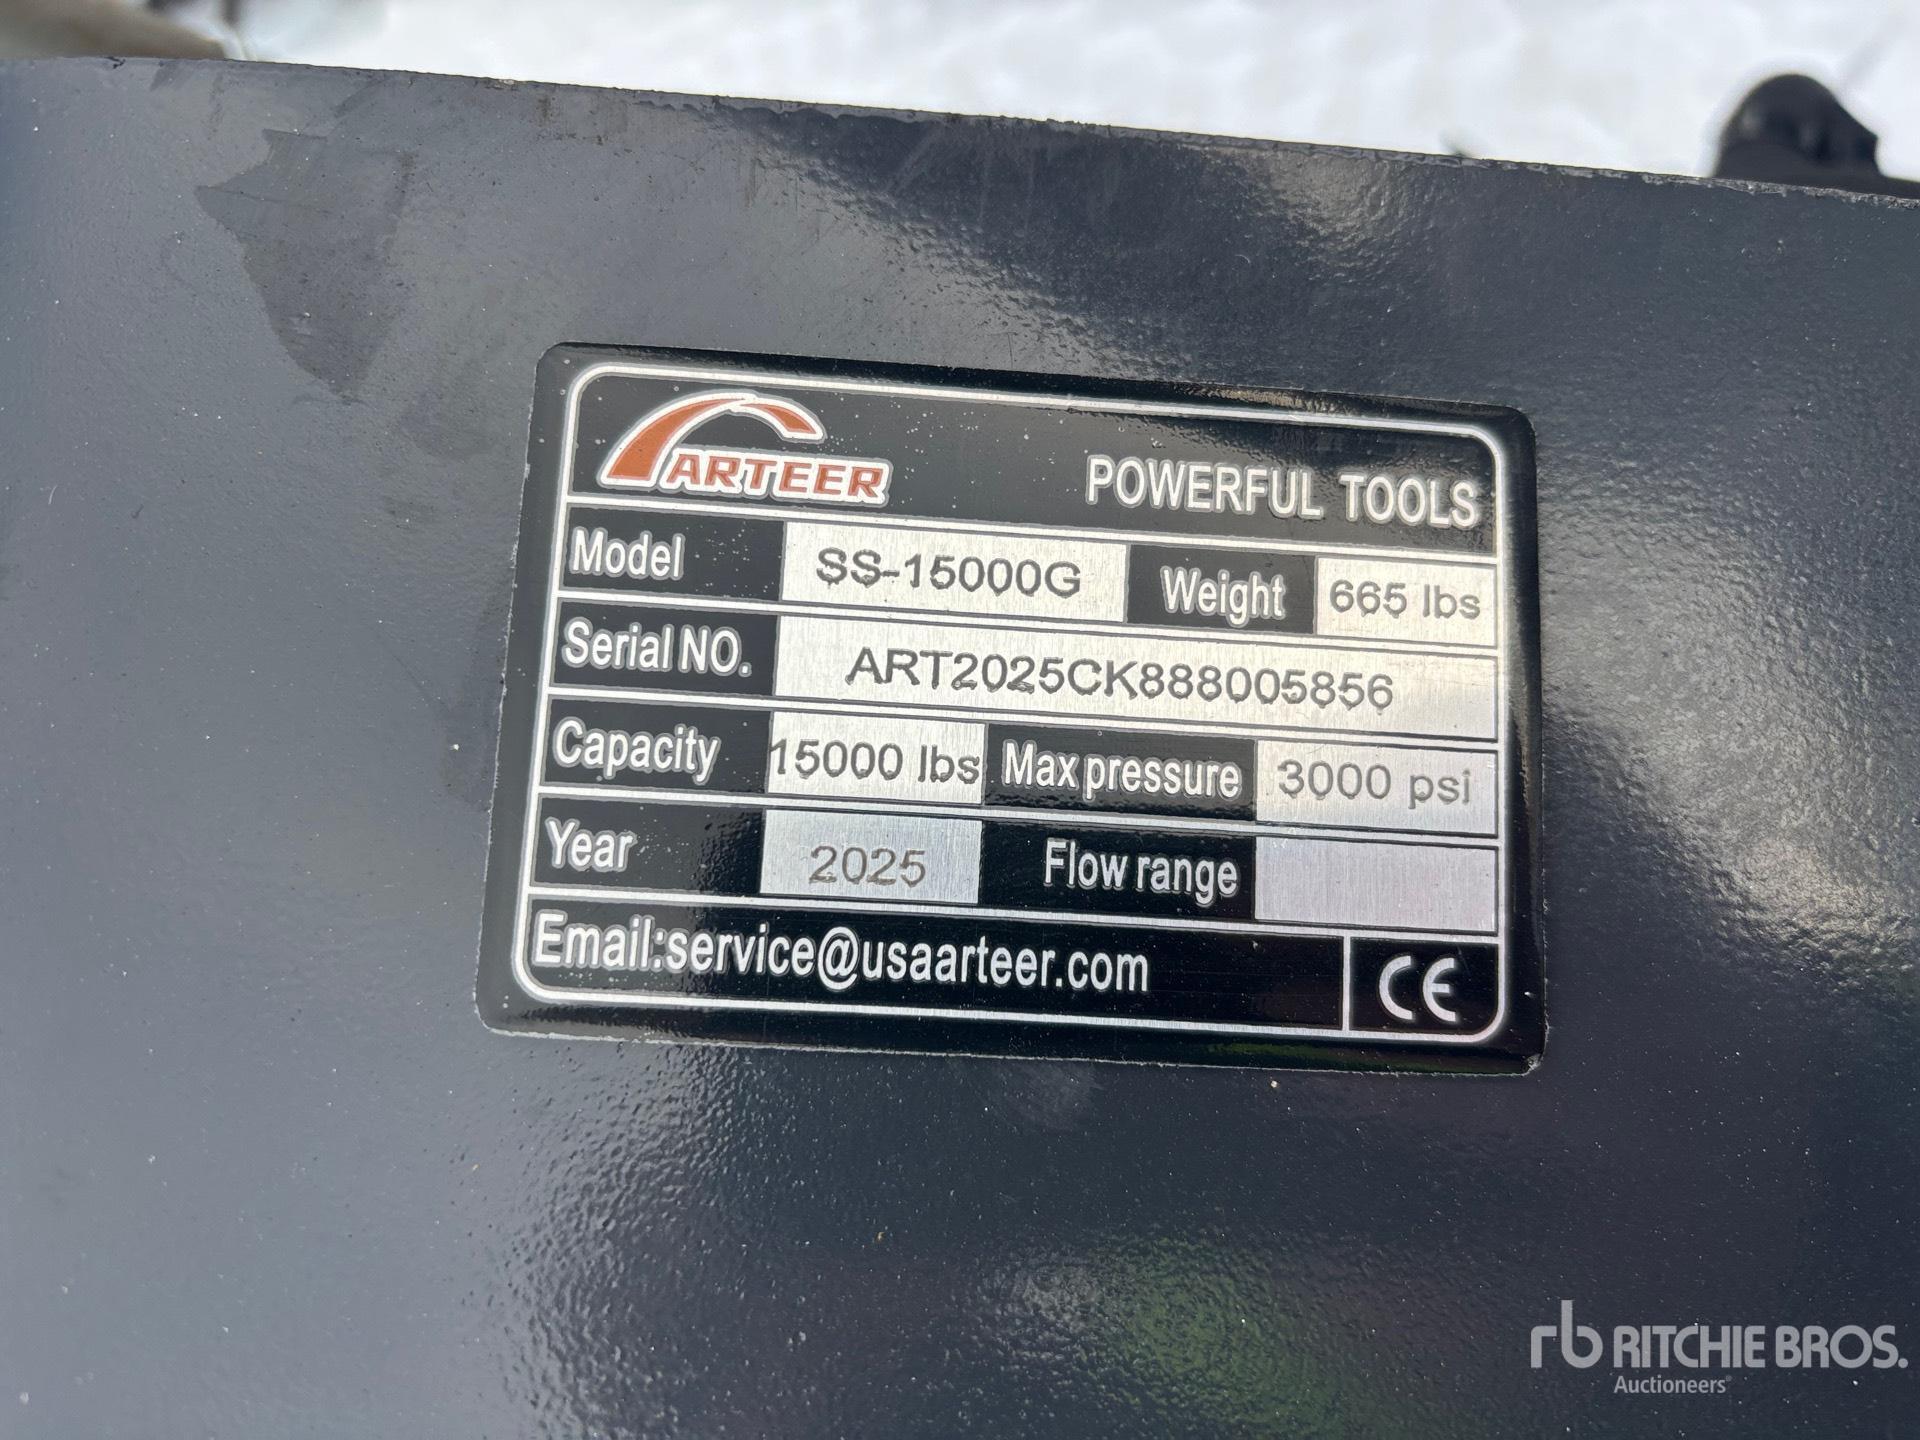 ARTEER POWERFUL TOOLS
Model SS-15000G Weight 665 lbs
Serial NO. ART2025CK888005856
Capacity 15000 lbs Max pressure 3000 psi
Year 2025 Flow range
Email:service@usaarteer.com CE
rb RITCHIE BROS.
Auctioneers